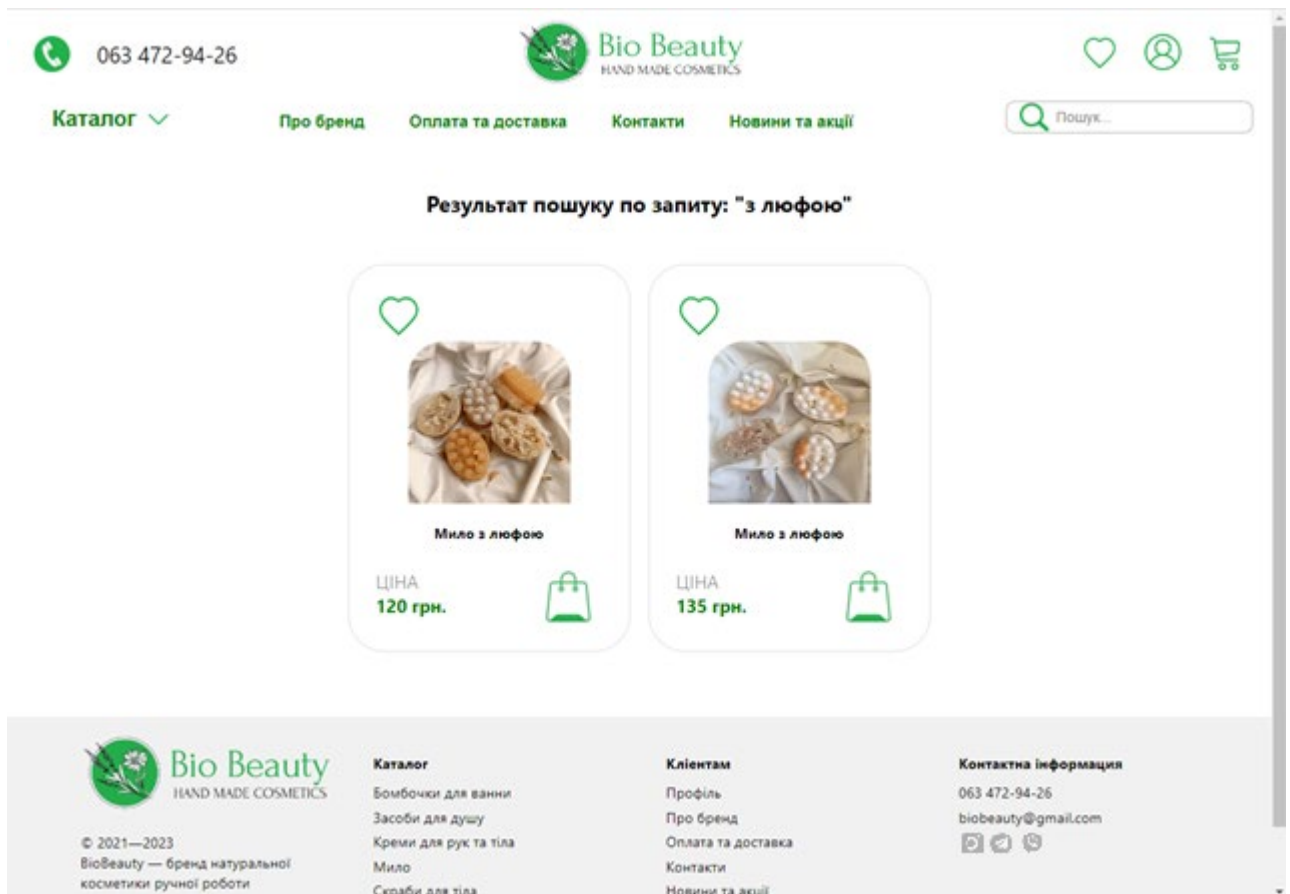 063 472-94-26
Bio Beauty
HAND MADE COSMETICS
Каталог
Про бренд
Оплата та доставка
Контакти
Новини та акції
Пошук...
Результат пошуку по запиту: "з люфою"
Мило з люфою
ЦІНА
120 грн.
Мило з люфою
ЦІНА
135 грн.
Bio Beauty
HAND MADE COSMETICS
© 2021—2023
BioBeauty — бренд натуральної
косметики ручної роботи
Каталог
Бомбочки для ванни
Засоби для душу
Креми для рук та тіла
Мило
Скраби для тіла
Клієнтам
Профіль
Про бренд
Оплата та доставка
Контакти
Новини та акції
Контактна інформация
063 472-94-26
biobeauty@gmail.com